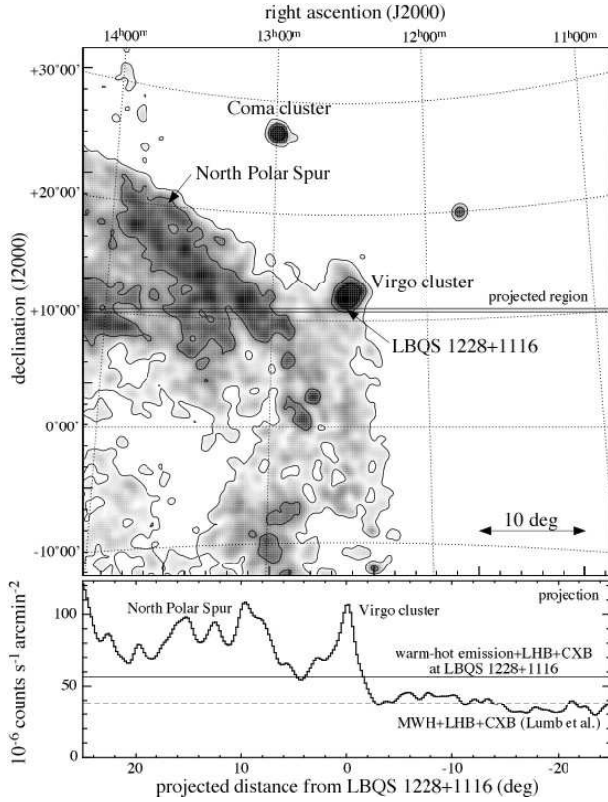 right ascention (J2000)
14ʰ00ᵐ 13ʰ00ᵐ 12ʰ00ᵐ 11ʰ00ᵐ
+30°00'
Coma cluster
North Polar Spur
+20°00'
Virgo cluster
projected region
+10°00'
LBQS 1228+1116
declination (J2000)
0°00'
10 deg
-10°00'
projection
North Polar Spur
Virgo cluster
100
warm-hot emission+LHB+CXB
at LBQS 1228+1116
50
MWH+LHB+CXB (Lumb et al.)
0
10⁻⁶ counts s⁻¹ arcmin⁻²
20 10 0 -10 -20
projected distance from LBQS 1228+1116 (deg)